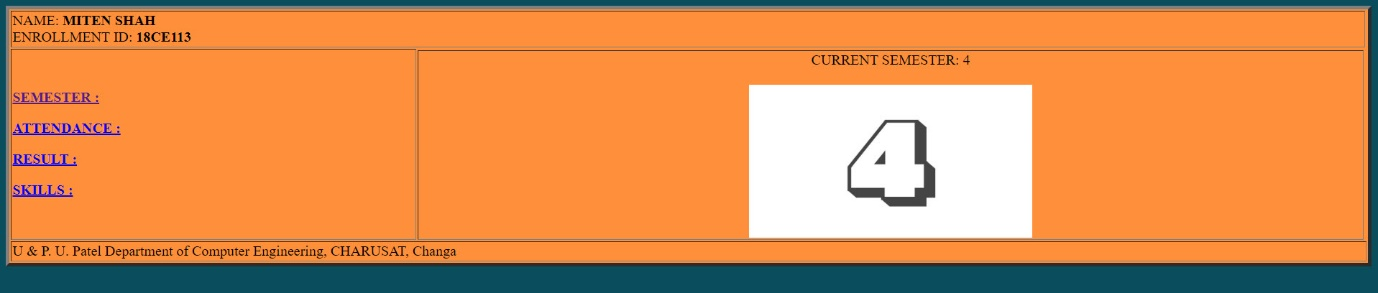 NAME: MITEN SHAH
ENROLLMENT ID: 18CE113
SEMESTER :
ATTENDANCE :
RESULT :
SKILLS :
CURRENT SEMESTER: 4
4
U & P. U. Patel Department of Computer Engineering, CHARUSAT, Changa